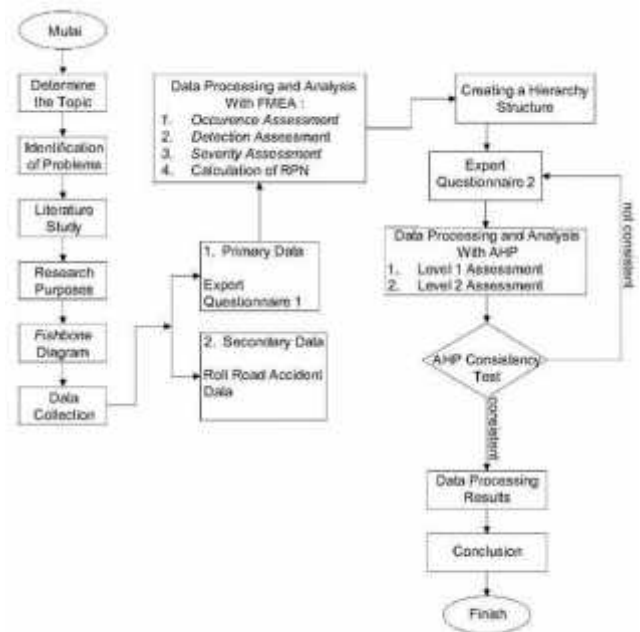 Mulai
Determine
the Topic
Identification
of Problems
Literature
Study
Research
Purposes
Fishbone
Diagram
Data
Collection
Data Processing and Analysis
With FMEA :
1. Occurence Assessment
2. Detection Assessment
3. Severity Assessment
4. Calculation of RPN
1. Primary Data
Expert
Questionnaire 1
2. Secondary Data
Roll Road Accident
Data
Creating a Hierarchy
Structure
Expert
Questionnaire 2
Data Processing and Analysis
With AHP
1. Level 1 Assessment
2. Level 2 Assessment
AHP Consistency
Test
not consistent
consistent
Data Processing
Results
Conclusion
Finish